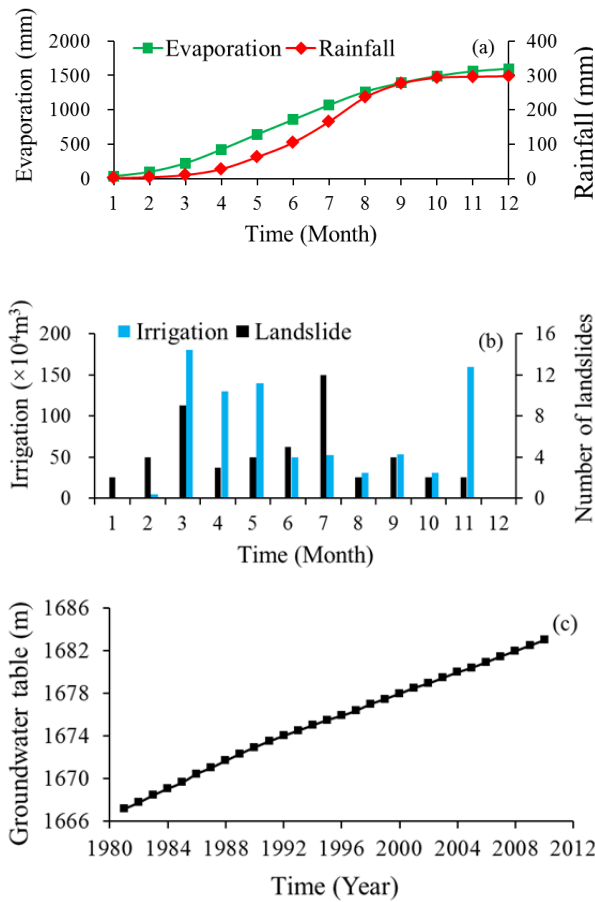 Evaporation Rainfall (a)
2000 400
1500 300
1000 200
500 100
0 0
Evaporation (mm)
Rainfall (mm)
1 2 3 4 5 6 7 8 9 10 11 12
Time (Month)
Irrigation Landslide (b)
200 16
150 12
100 8
50 4
0 0
Irrigation (×10⁴m³)
Number of landslides
1 2 3 4 5 6 7 8 9 10 11 12
Time (Month)
(c)
1686
1682
1678
1674
1670
1666
Groundwater table (m)
1980 1984 1988 1992 1996 2000 2004 2008 2012
Time (Year)